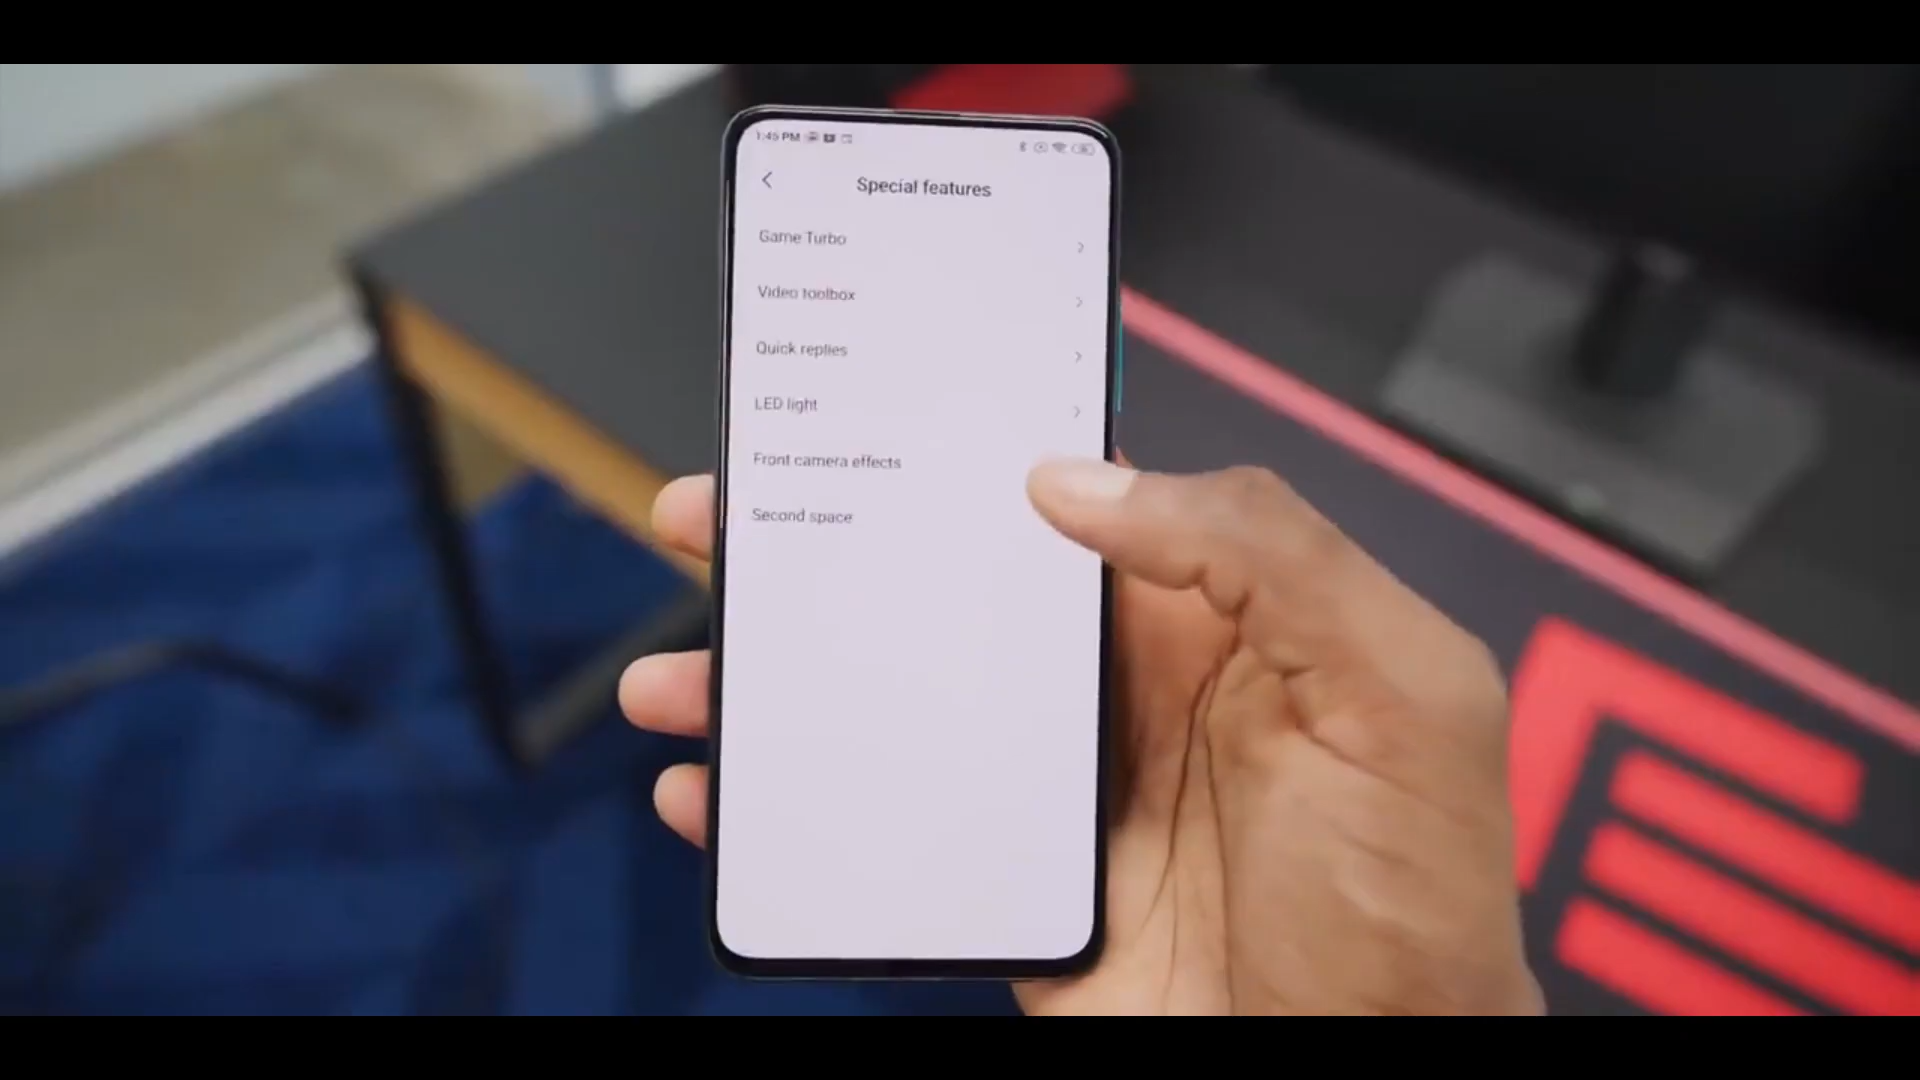 1:45 PM
Special features
Game Turbo
Video toolbox
Quick replies
LED light
Front camera effects
Second space